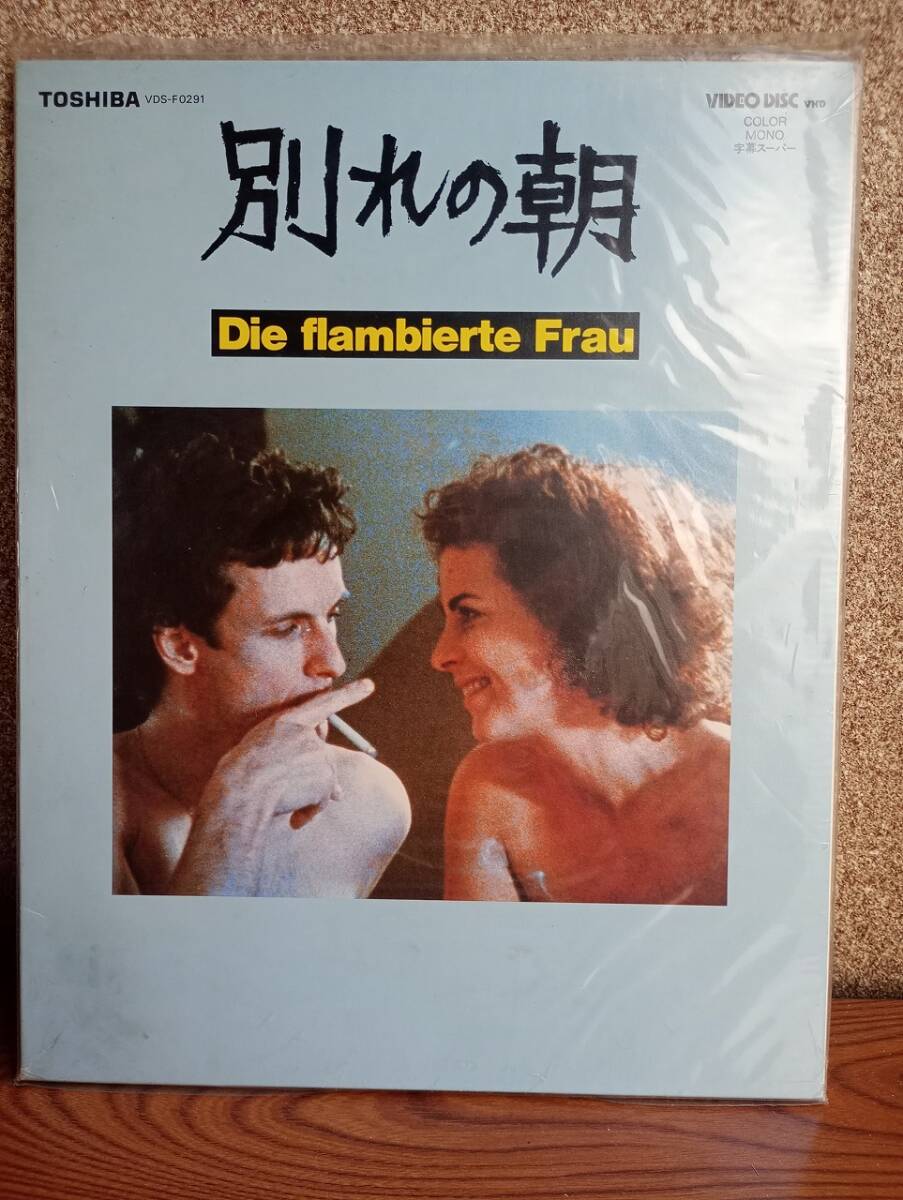 TOSHIBA VDS-F0291
VIDEO DISC VHD
COLOR
MONO
字幕スーパー
別れの朝
Die flambierte Frau